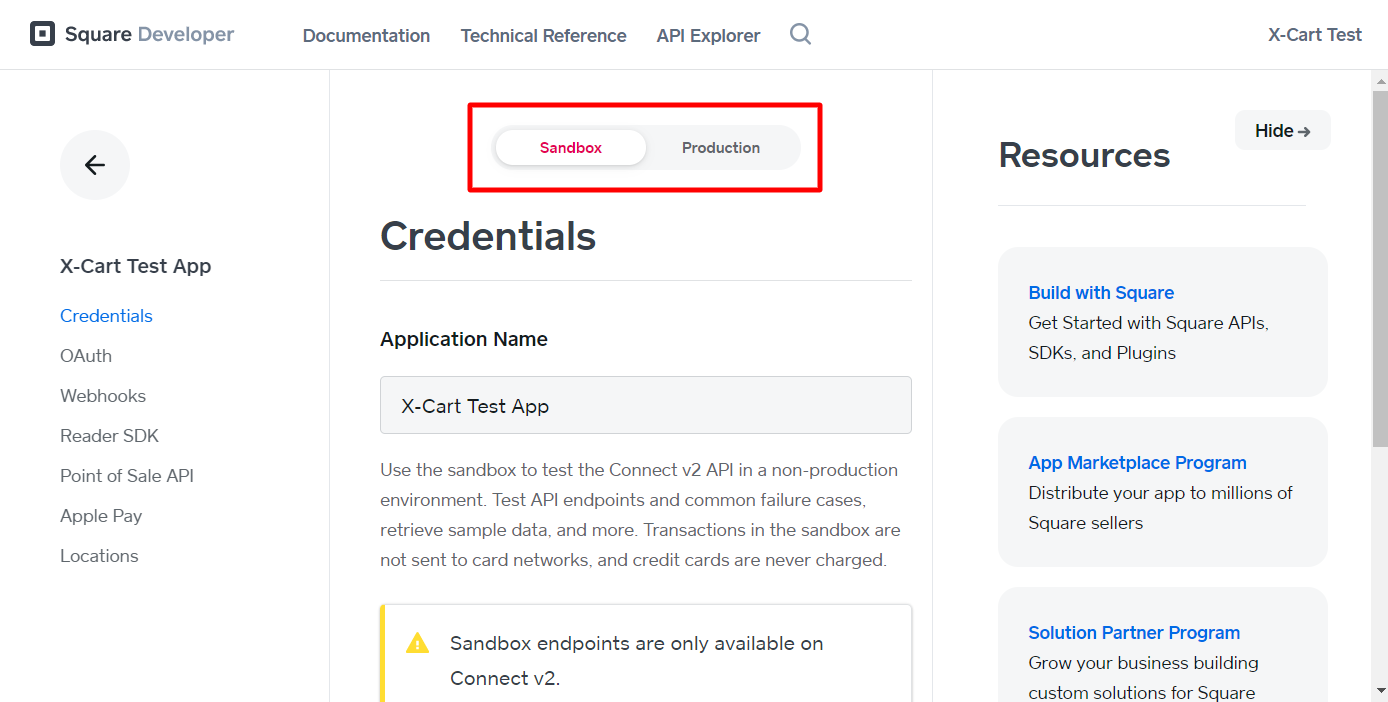 Square Developer
Documentation
Technical Reference
API Explorer
X-Cart Test
X-Cart Test App
Credentials
OAuth
Webhooks
Reader SDK
Point of Sale API
Apple Pay
Locations
Sandbox
Production
Credentials
Application Name
X-Cart Test App
Use the sandbox to test the Connect v2 API in a non-production
environment. Test API endpoints and common failure cases,
retrieve sample data, and more. Transactions in the sandbox are
not sent to card networks, and credit cards are never charged.
Sandbox endpoints are only available on
Connect v2.
Hide →
Resources
Build with Square
Get Started with Square APIs,
SDKs, and Plugins
App Marketplace Program
Distribute your app to millions of
Square sellers
Solution Partner Program
Grow your business building
custom solutions for Square